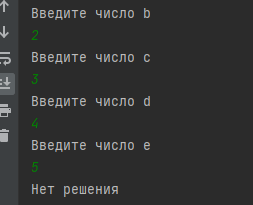 Введите число b
2
Введите число c
3
Введите число d
4
Введите число e
5
Нет решения